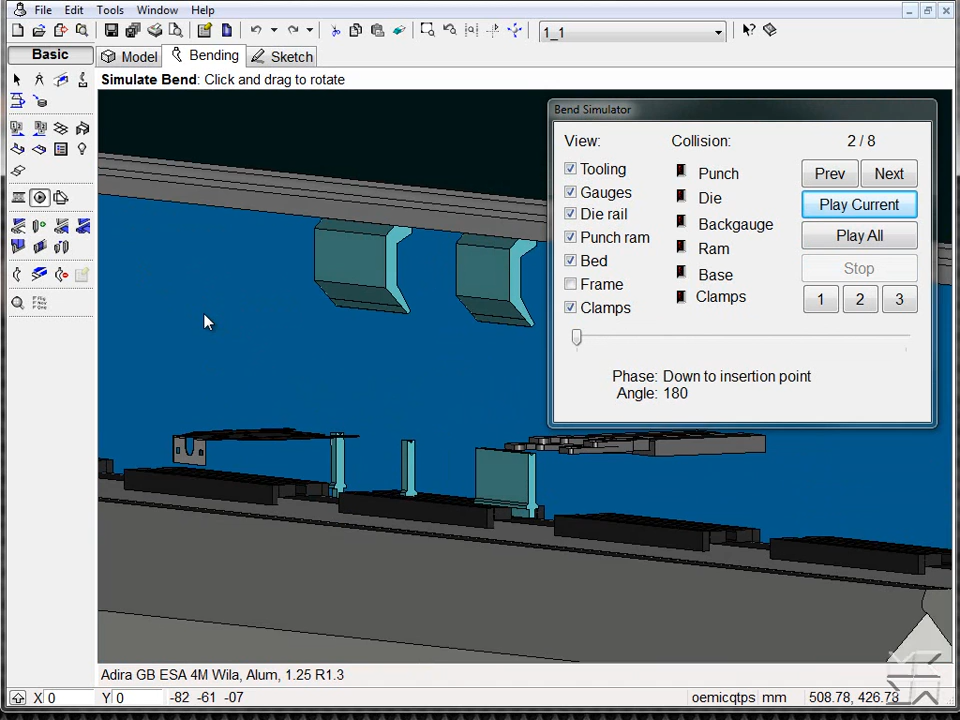 File Edit Tools Window Help
1_1
Basic Model Bending Sketch
Simulate Bend: Click and drag to rotate
Bend Simulator
View: Collision: 2 / 8
Tooling Punch Prev Next
Gauges Die Play Current
Die rail Backgauge Play All
Punch ram Ram Stop
Bed Base 1 2 3
Frame Clamps
Clamps
Phase: Down to insertion point
Angle: 180
Adira GB ESA 4M Wila, Alum, 1.25 R1.3
X 0 Y 0 -82 -61 -07 oemicqtps mm 508.78, 426.78